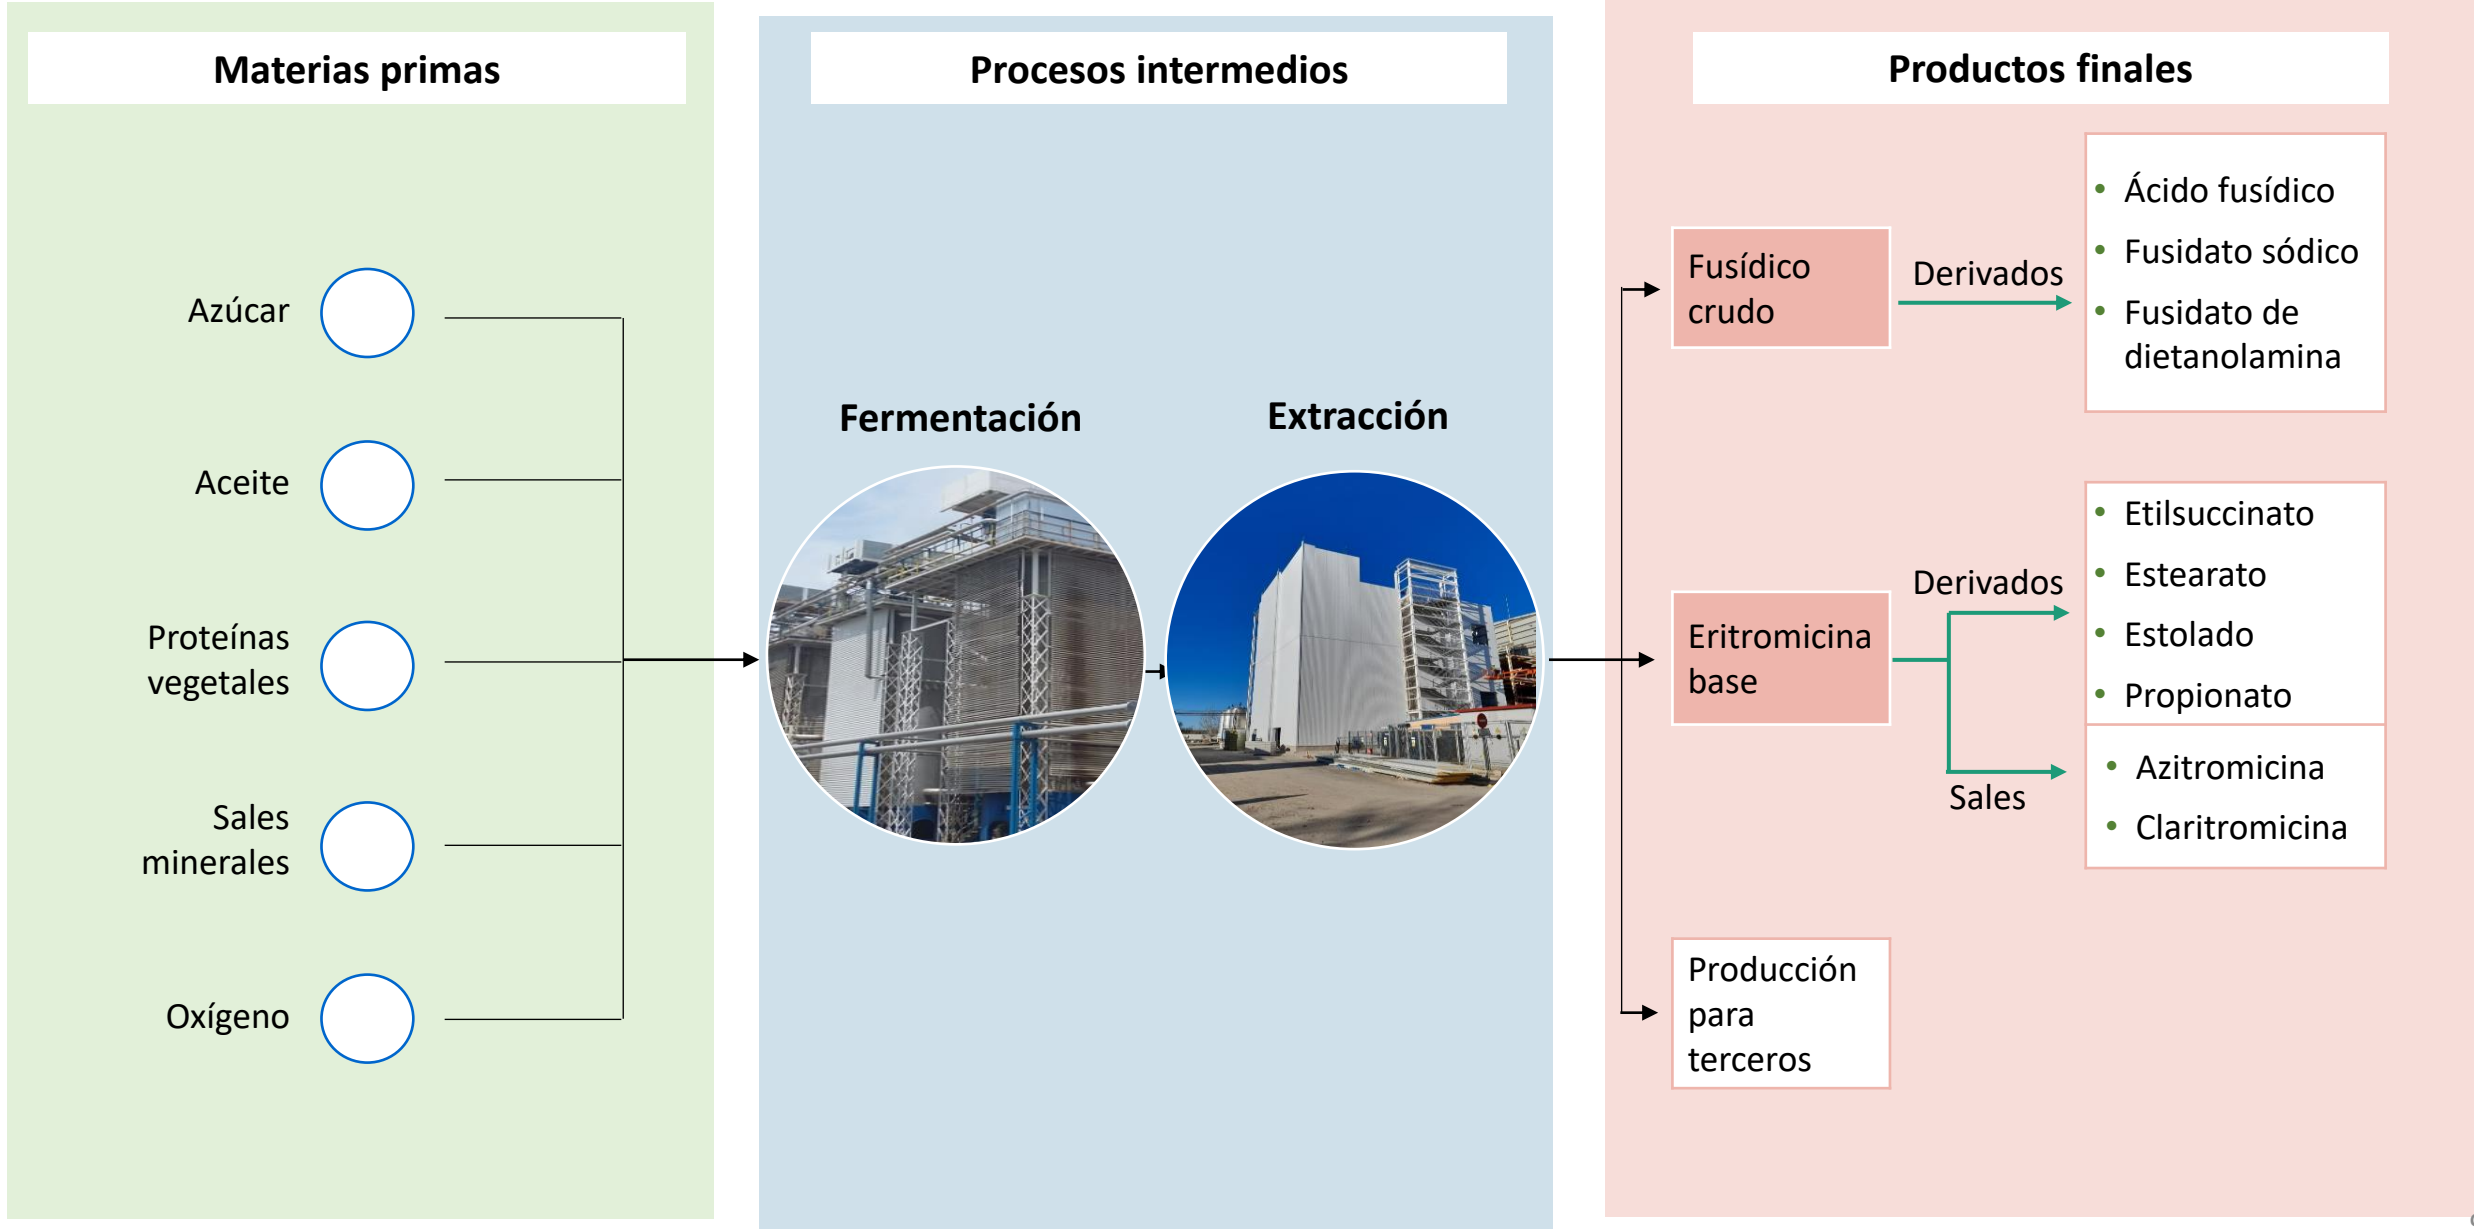 Materias primas
Azúcar
Aceite
Proteínas
vegetales
Sales
minerales
Oxígeno
Procesos intermedios
Fermentación
Extracción
Productos finales
Fusídico
crudo
Derivados
• Ácido fusídico
• Fusidato sódico
• Fusidato de
dietanolamina
Eritromicina
base
Derivados
• Etilsuccinato
• Estearato
• Estolado
• Propionato
Sales
• Azitromicina
• Claritromicina
Producción
para
terceros